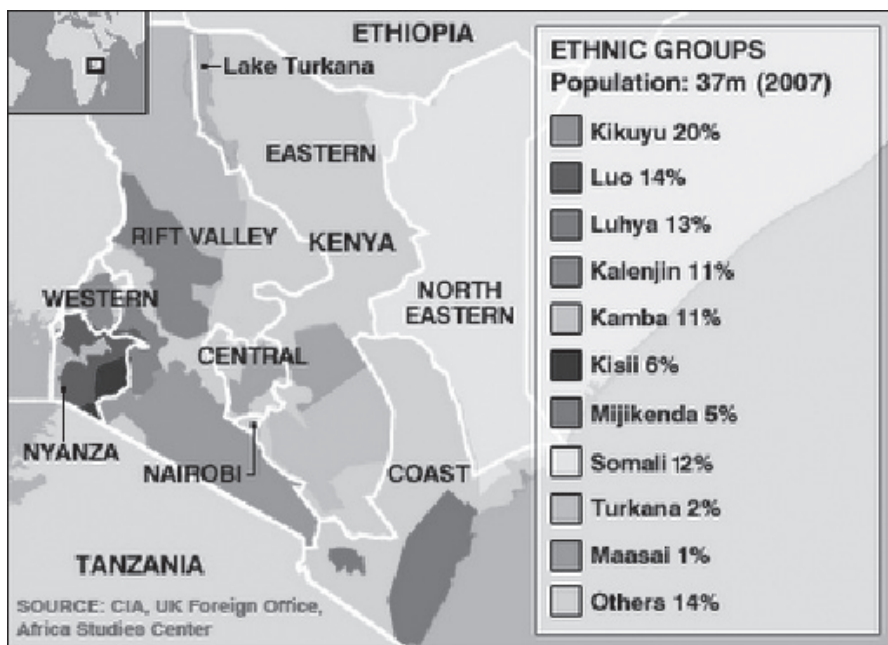 ETHIOPIA
Lake Turkana
EASTERN
RIFT VALLEY
KENYA
WESTERN
NORTH
EASTERN
CENTRAL
NYANZA
NAIROBI
COAST
TANZANIA
SOURCE: CIA, UK Foreign Office,
Africa Studies Center
ETHNIC GROUPS
Population: 37m (2007)
Kikuyu 20%
Luo 14%
Luhya 13%
Kalenjin 11%
Kamba 11%
Kisii 6%
Mijikenda 5%
Somali 12%
Turkana 2%
Maasai 1%
Others 14%